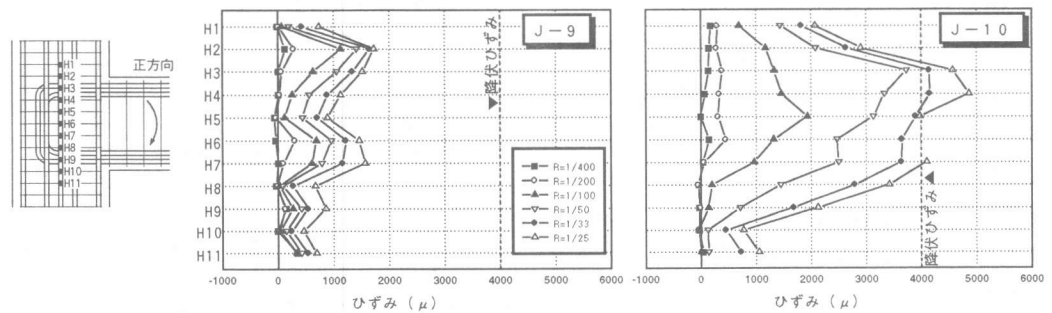 正方向
H1
H2
H3
H4
H5
H6
H7
H8
H9
H10
H11
J-9
降伏ひずみ
H1
H2
H3
H4
H5
H6
H7
H8
H9
H10
H11
R=1/400
R=1/200
R=1/100
R=1/50
R=1/33
R=1/25
-1000 0 1000 2000 3000 4000 5000
ひずみ (μ)
J-10
降伏ひずみ
-1000 0 1000 2000 3000 4000 5000 6000
ひずみ (μ)